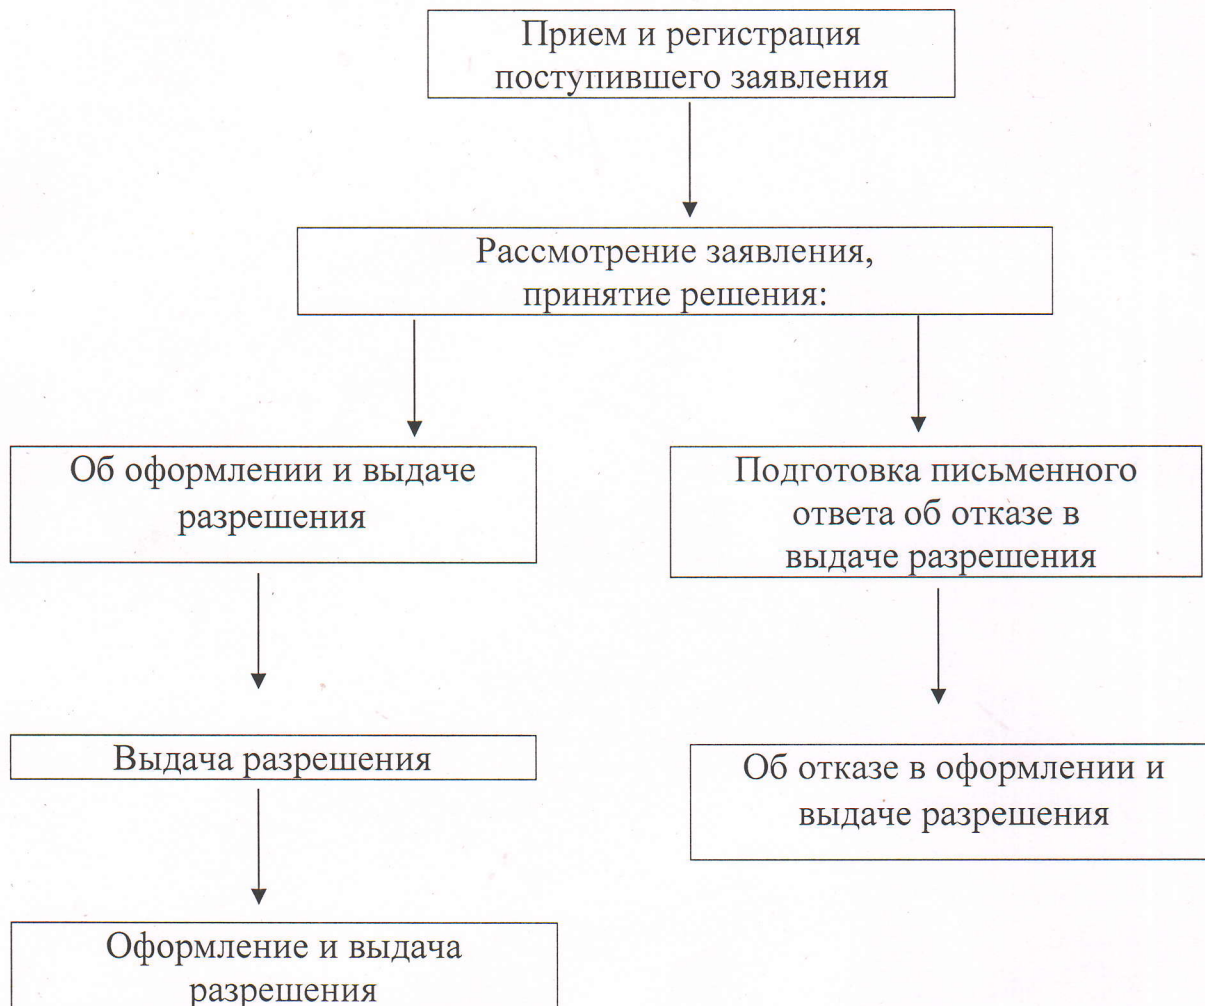 Прием и регистрация
поступившего заявления
Рассмотрение заявления,
принятие решения:
Об оформлении и выдаче
разрешения
Подготовка письменного
ответа об отказе в
выдаче разрешения
Выдача разрешения
Об отказе в оформлении и
выдаче разрешения
Оформление и выдача
разрешения